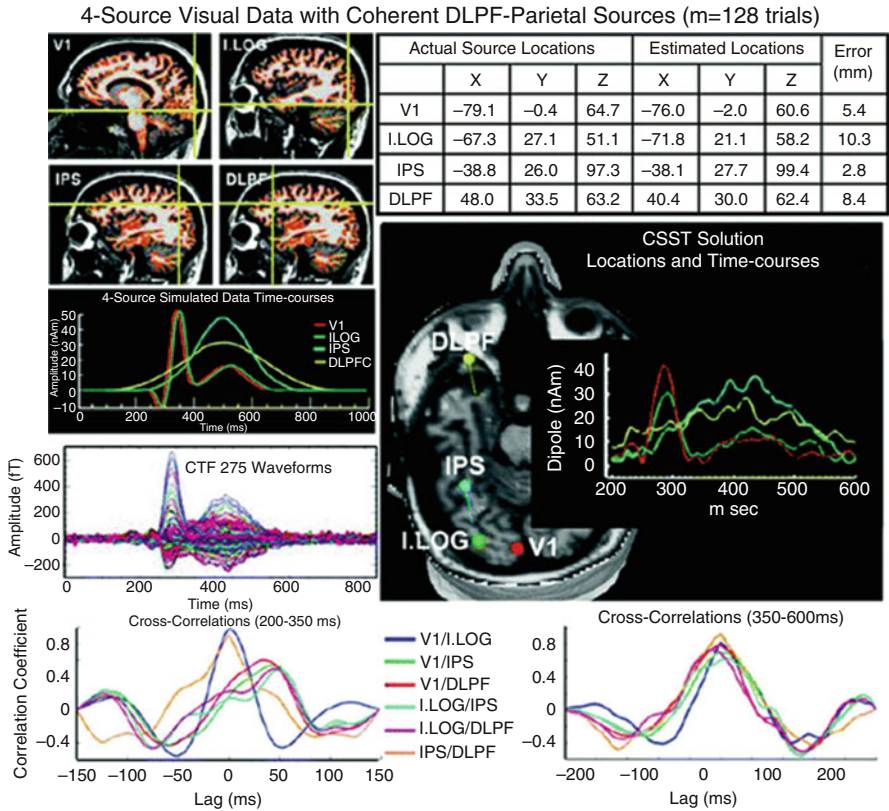 4-Source Visual Data with Coherent DLPF-Parietal Sources (m=128 trials)
V1
I.LOG
IPS
DLPF
Actual Source Locations Estimated Locations Error (mm)
X Y Z X Y Z
V1 −79.1 −0.4 64.7 −76.0 −2.0 60.6 5.4
I.LOG −67.3 27.1 51.1 −71.8 21.1 58.2 10.3
IPS −38.8 26.0 97.3 −38.1 27.7 99.4 2.8
DLPF 48.0 33.5 63.2 40.4 30.0 62.4 8.4
4-Source Simulated Data Time-courses
Amplitude (nAm)
50
40
30
20
10
0
−10
V1
ILOG
IPS
DLPFC
0 200 400 600 800 1000
Time (ms)
CSST Solution
Locations and Time-courses
DLPF
IPS
I.LOG
V1
Dipole (nAm)
40
30
20
10
0
200 300 400 500 600
m sec
CTF 275 Waveforms
Amplitude (fT)
600
400
200
0
−200
0 200 400 600 800
Time (ms)
Cross-Correlations (200-350 ms)
Correlation Coefficient
0.8
0.4
0
−0.4
−150 −100 −50 0 50 100 150
Lag (ms)
V1/I.LOG
V1/IPS
V1/DLPF
I.LOG/IPS
I.LOG/DLPF
IPS/DLPF
Cross-Correlations (350-600ms)
0.8
0.4
0
−0.4
−200 −100 0 100 200
Lag (ms)